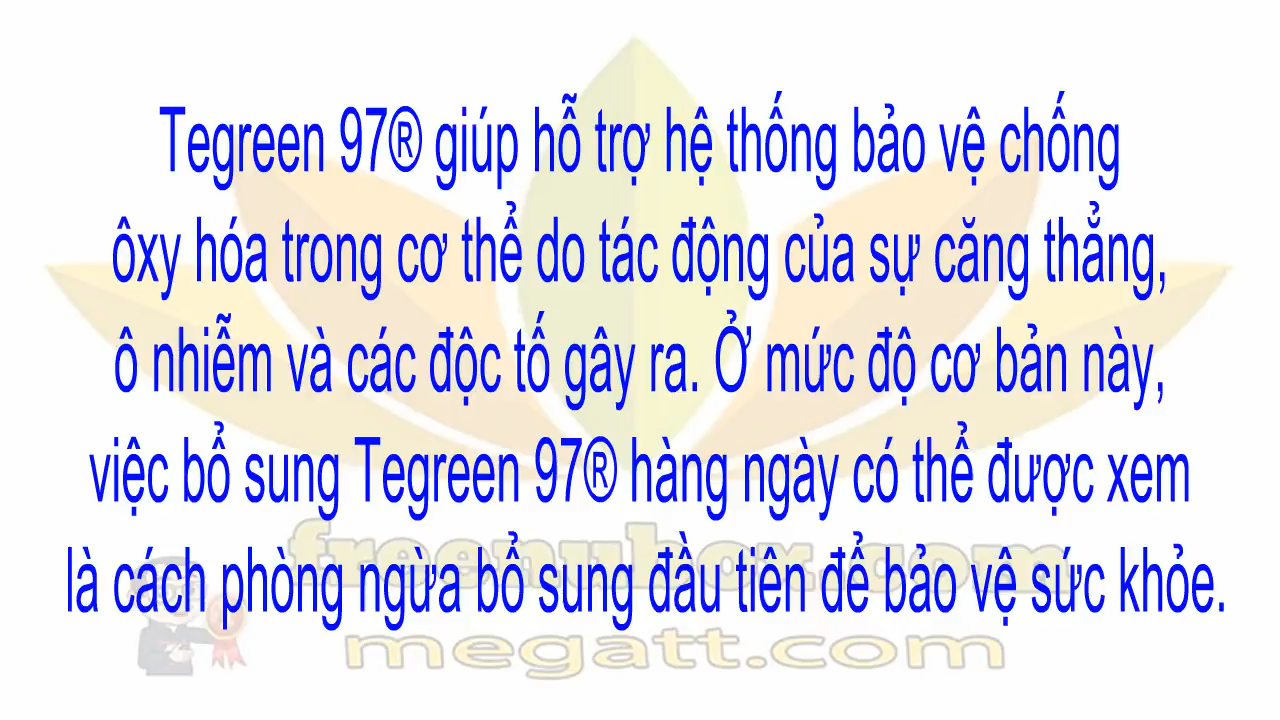 Tegreen 97® giúp hỗ trợ hệ thống bảo vệ chống
ôxy hóa trong cơ thể do tác động của sự căng thẳng,
ô nhiễm và các độc tố gây ra. Ở mức độ cơ bản này,
việc bổ sung Tegreen 97® hàng ngày có thể được xem
freenubox.com
là cách phòng ngừa bổ sung đầu tiên để bảo vệ sức khỏe.
megatt.com